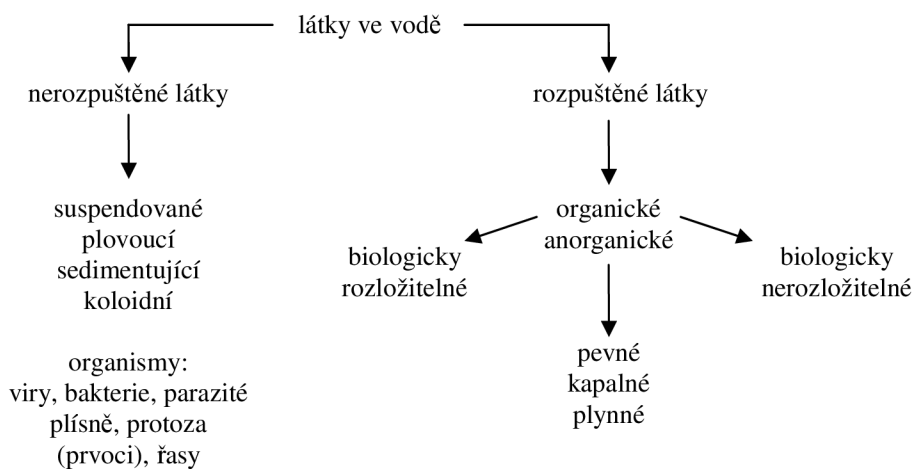 látky ve vodě
nerozpuštěné látky
rozpuštěné látky
suspendované
plovoucí
sedimentující
koloidní
organismy:
viry, bakterie, parazité
plísně, protoza
(prvoci), řasy
organické
anorganické
biologicky
rozložitelné
biologicky
nerozložitelné
pevné
kapalné
plynné